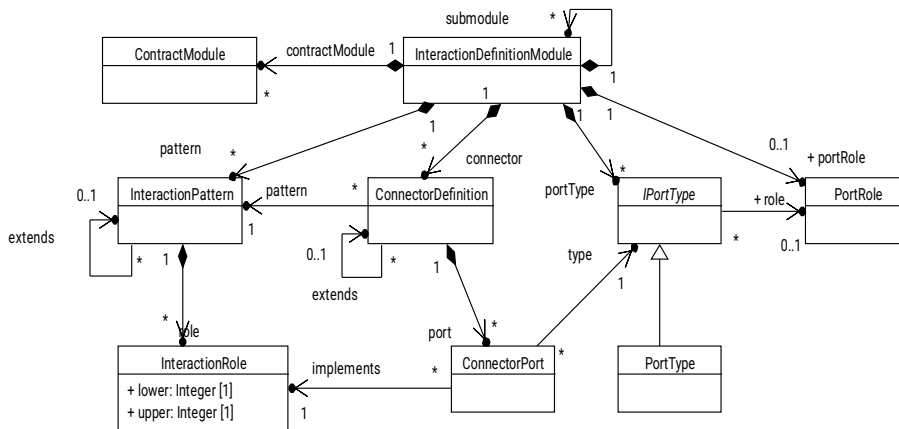 submodule
*
ContractModule
contractModule
1
InteractionDefinitionModule
*
1
1
1
1
1
pattern
*
*
connector
portType
*
0..1
+ portRole
0..1
InteractionPattern
pattern
*
ConnectorDefinition
IPortType
+ role
PortRole
extends
1
*
0..1
*
1
0..1
*
1
type
*
extends
1
*
role
port
*
InteractionRole
implements
*
ConnectorPort
*
PortType
+ lower: Integer [1]
+ upper: Integer [1]
1